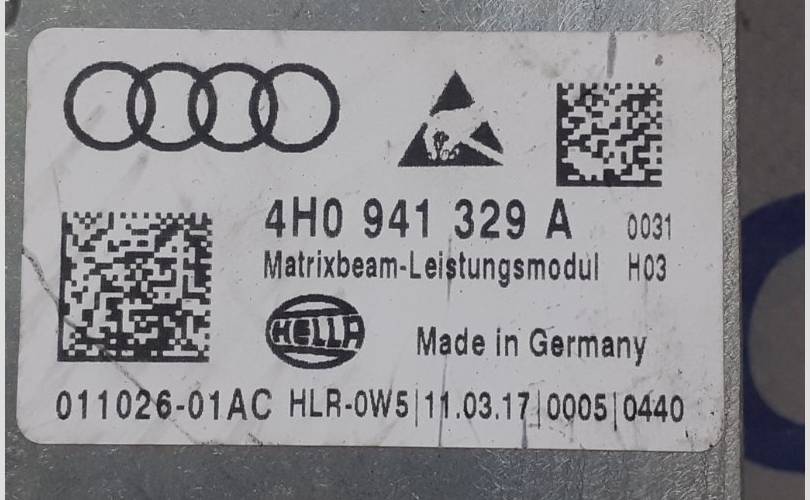 4H0 941 329 A 0031
Matrixbeam-Leistungsmodul H03
HELLA Made in Germany
011026-01AC HLR-0W5|11.03.17|0005|0440